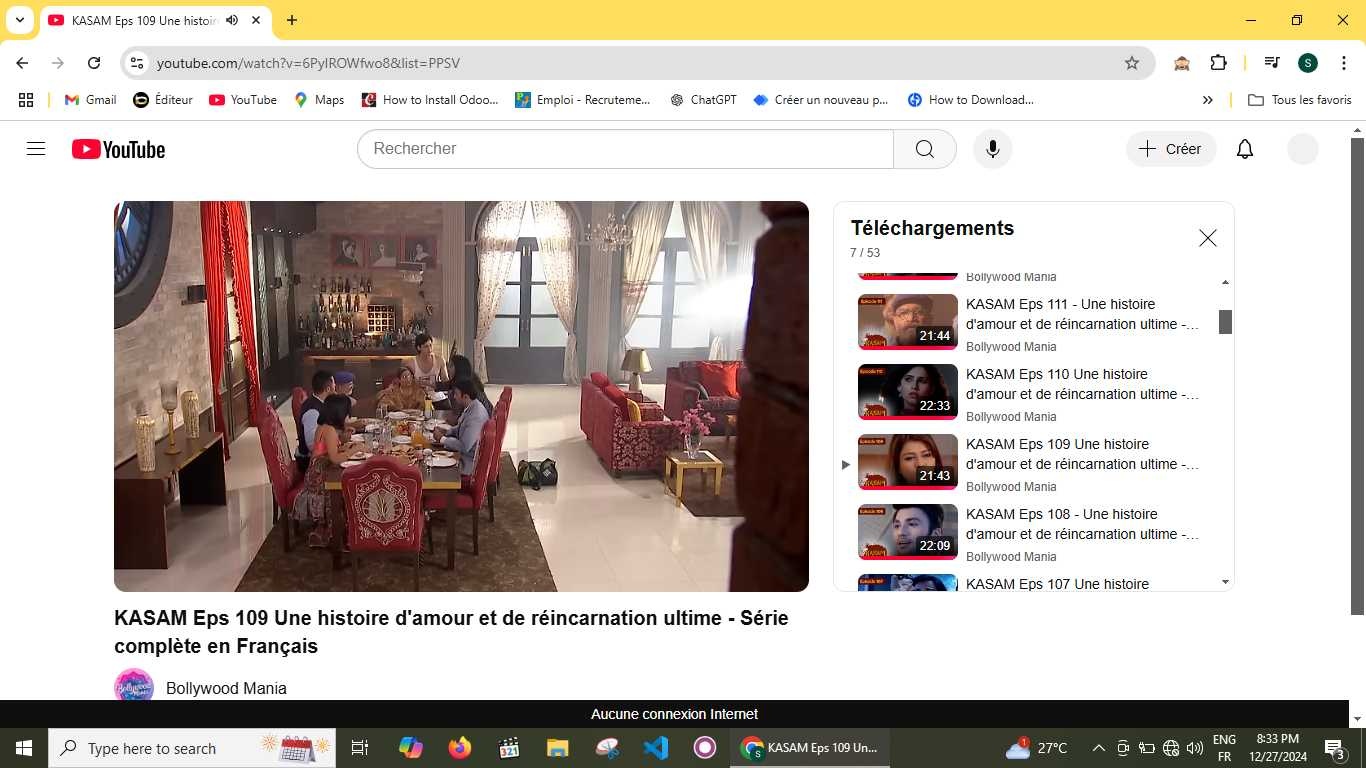 KASAM Eps 109 Une histoir
youtube.com/watch?v=6PylROWfwo8&list=PPSV
S
Gmail
Éditeur
YouTube
Maps
How to Install Odoo...
Emploi - Recruteme...
ChatGPT
Créer un nouveau p...
How to Download...
Tous les favoris
YouTube
Rechercher
Créer
Téléchargements
7 / 53
Bollywood Mania
KASAM Eps 111 - Une histoire
d'amour et de réincarnation ultime -...
21:44
Bollywood Mania
KASAM Eps 110 Une histoire
d'amour et de réincarnation ultime -...
22:33
Bollywood Mania
KASAM Eps 109 Une histoire
d'amour et de réincarnation ultime -...
21:43
Bollywood Mania
KASAM Eps 108 - Une histoire
d'amour et de réincarnation ultime -...
22:09
Bollywood Mania
KASAM Eps 107 Une histoire
KASAM Eps 109 Une histoire d'amour et de réincarnation ultime - Série
complète en Français
Bollywood Mania
Aucune connexion Internet
Type here to search
KASAM Eps 109 Un...
27°C
ENG
FR
8:33 PM
12/27/2024
3